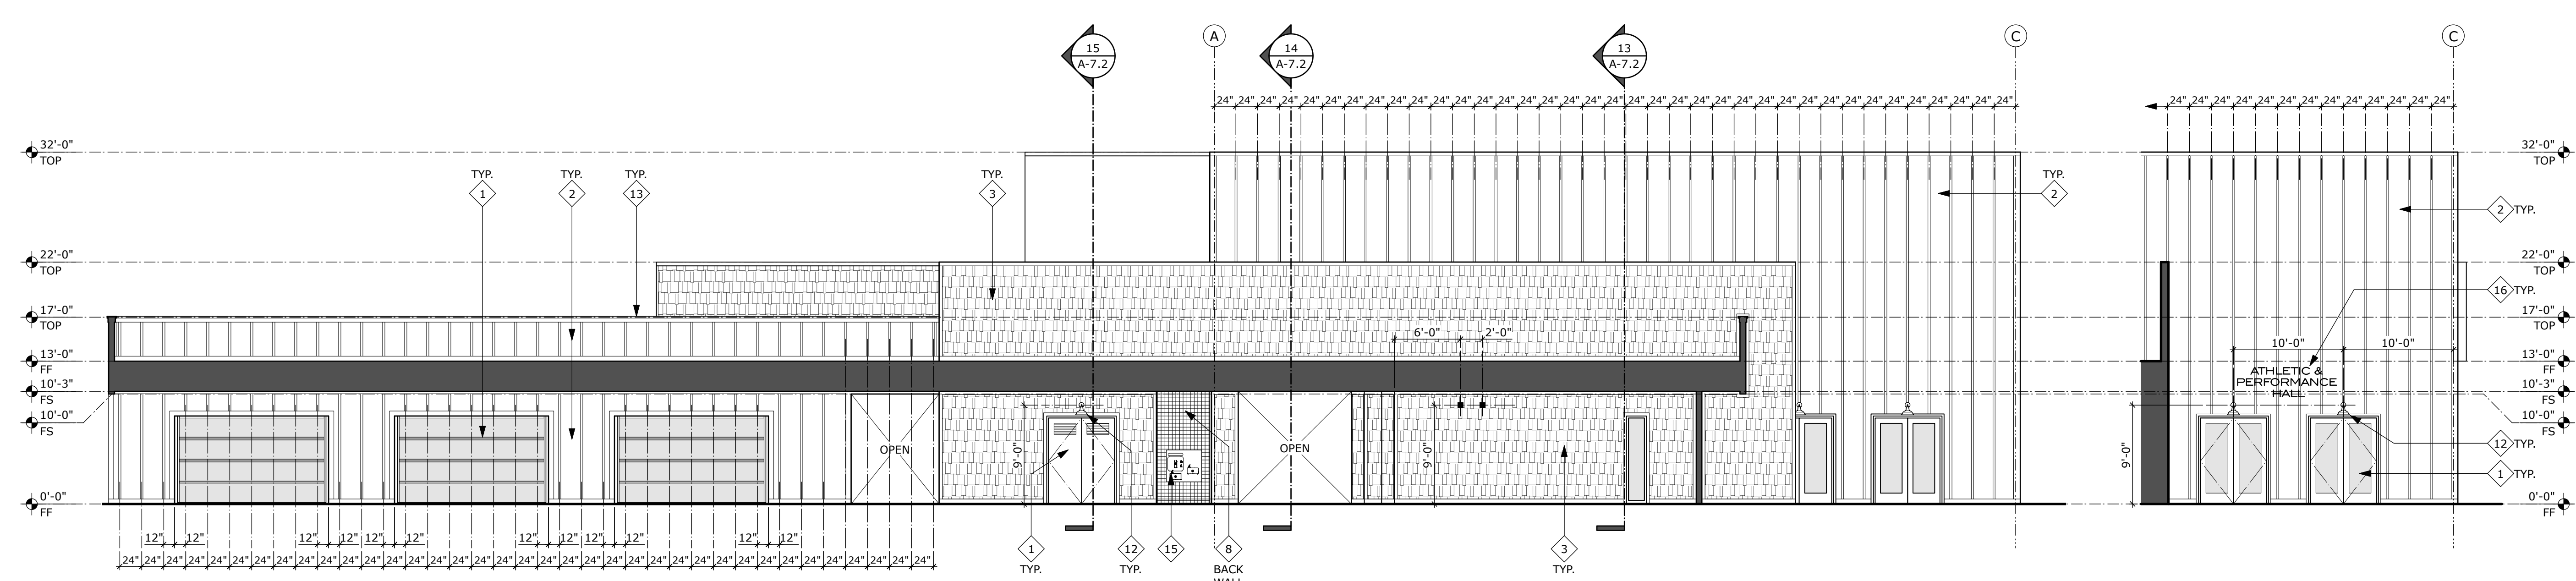 15
A-7.2
A
14
A-7.2
13
A-7.2
C
C
24" 24" 24" 24" 24" 24" 24" 24" 24" 24" 24" 24" 24" 24" 24" 24" 24" 24" 24" 24" 24" 24" 24" 24" 24" 24" 24" 24" 24" 24" 24" 24" 24" 24" 24" 24" 24"
24" 24" 24" 24" 24" 24" 24" 24" 24" 24" 24" 24" 24"
32'-0"
TOP
22'-0"
TOP
17'-0"
TOP
13'-0"
FF
10'-3"
FS
10'-0"
FS
0'-0"
FF
TYP.
1
TYP.
2
TYP.
13
TYP.
3
TYP.
2
6'-0"
2'-0"
OPEN
OPEN
9'-0"
9'-0"
12" 12" 12" 12" 12" 12" 12" 12" 12" 12" 12" 12"
24" 24" 24" 24" 24" 24" 24" 24" 24" 24" 24" 24" 24" 24" 24" 24" 24" 24" 24" 24" 24" 24" 24" 24" 24" 24" 24" 24" 24" 24" 24" 24" 24" 24" 24" 24" 24"
1
TYP.
12
TYP.
15
8
BACK
WALL
3
TYP.
10'-0"
10'-0"
ATHLETIC &
PERFORMANCE
HALL
9'-0"
2 TYP.
16 TYP.
12 TYP.
1 TYP.
32'-0"
TOP
22'-0"
TOP
17'-0"
TOP
13'-0"
FF
10'-3"
FS
10'-0"
FS
0'-0"
FF